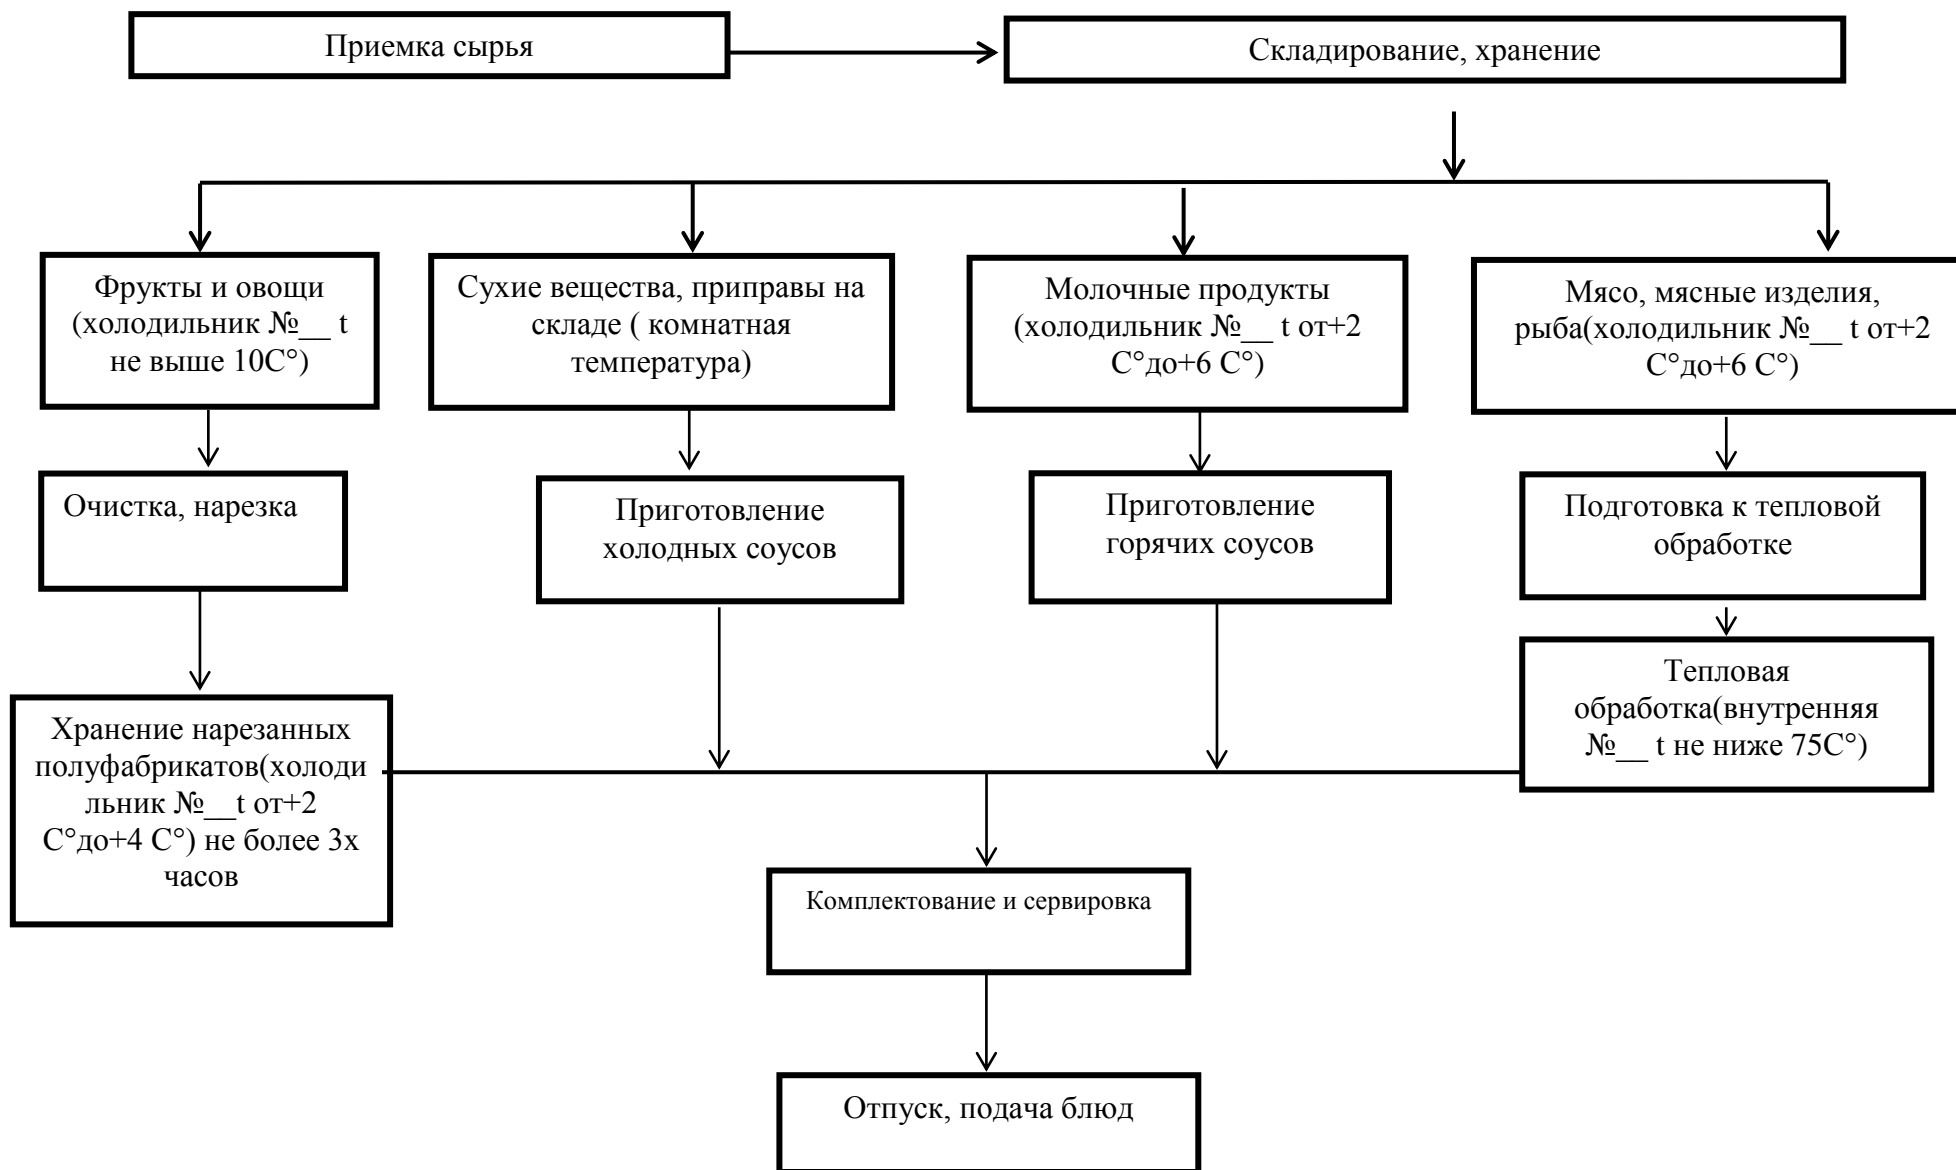 Приемка сырья
Складирование, хранение
Фрукты и овощи
(холодильник №__ t
не выше 10С°)
Сухие вещества, приправы на
складе ( комнатная
температура)
Молочные продукты
(холодильник №__ t от+2
С°до+6 С°)
Мясо, мясные изделия,
рыба(холодильник №__ t от+2
С°до+6 С°)
Очистка, нарезка
Приготовление
холодных соусов
Приготовление
горячих соусов
Подготовка к тепловой
обработке
Хранение нарезанных
полуфабрикатов(холоди
льник №__t от+2
С°до+4 С°) не более 3х
часов
Тепловая
обработка(внутренняя
№__ t не ниже 75С°)
Комплектование и сервировка
Отпуск, подача блюд